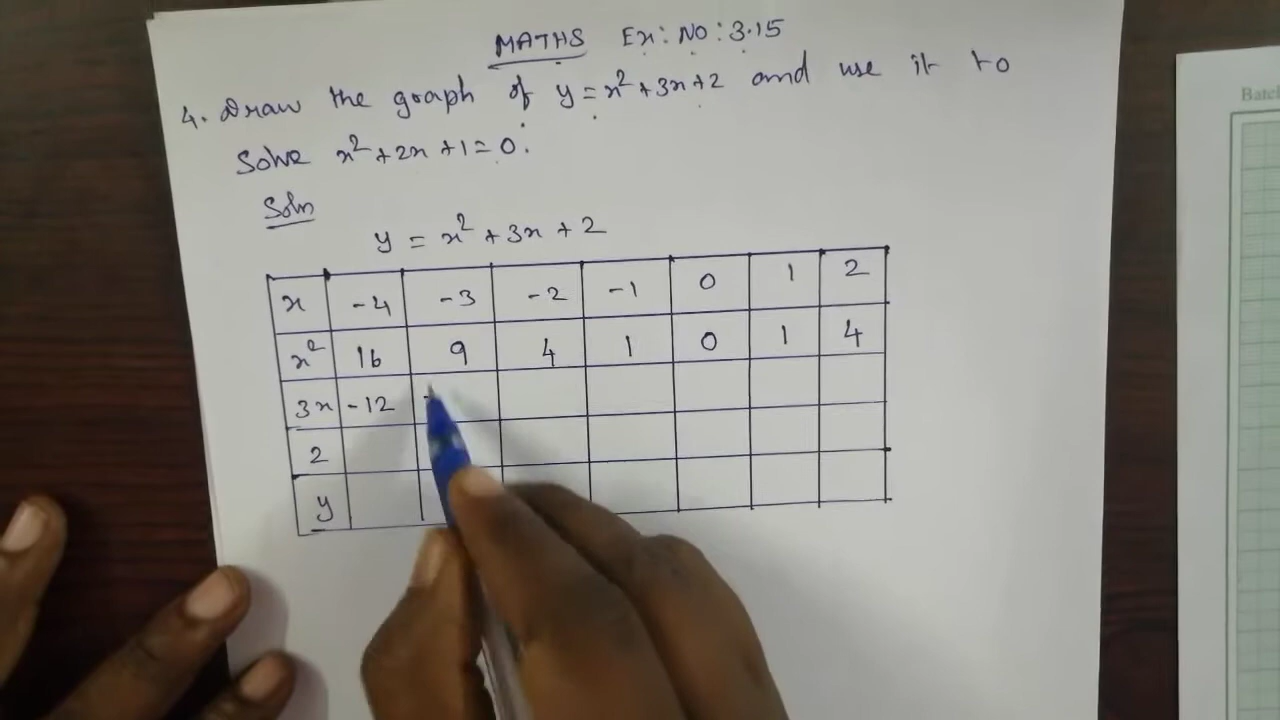 MATHS Ex: No: 3.15
4. Draw the graph of y = x² + 3x + 2 and use it to
Solve x² + 2x + 1 = 0.
Soln
y = x² + 3x + 2
x -4 -3 -2 -1 0 1 2
x² 16 9 4 1 0 1 4
3x -12
2
y